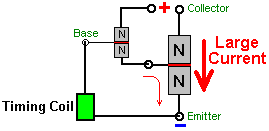 +
Collector
Base
N
N
N
N
Large
Current
Timing Coil
Emitter
–